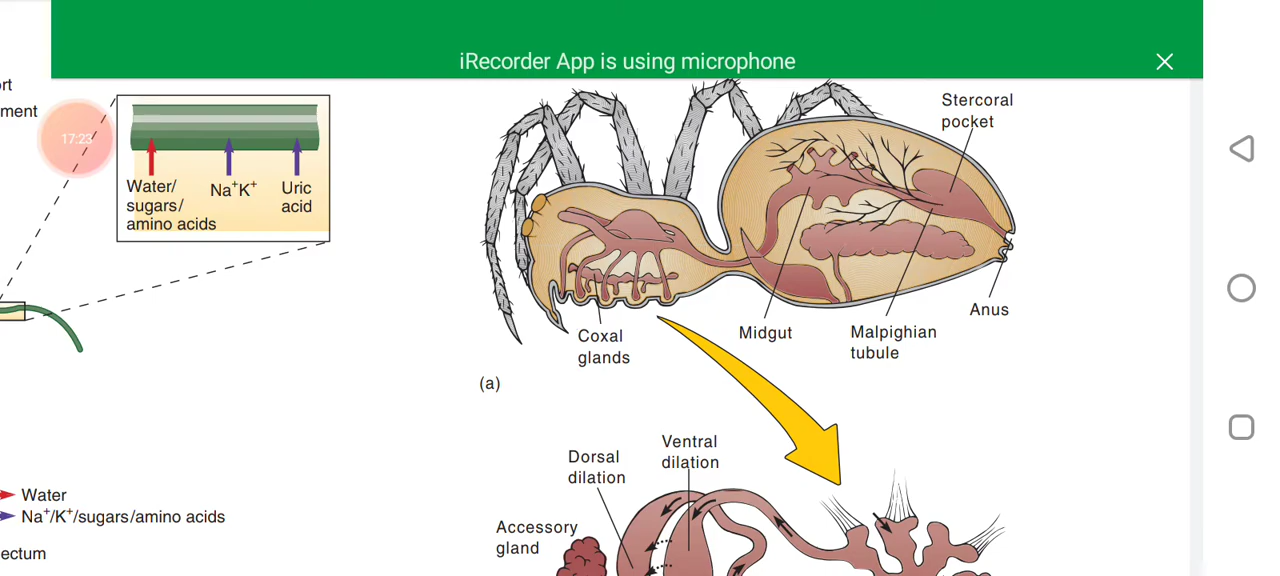 iRecorder App is using microphone
rt
ment
17:23
Water/
sugars/
amino acids
Na⁺K⁺
Uric
acid
Stercoral
pocket
Coxal
glands
Midgut
Malpighian
tubule
Anus
(a)
Dorsal
dilation
Ventral
dilation
Accessory
gland
Water
Na⁺/K⁺/sugars/amino acids
ectum